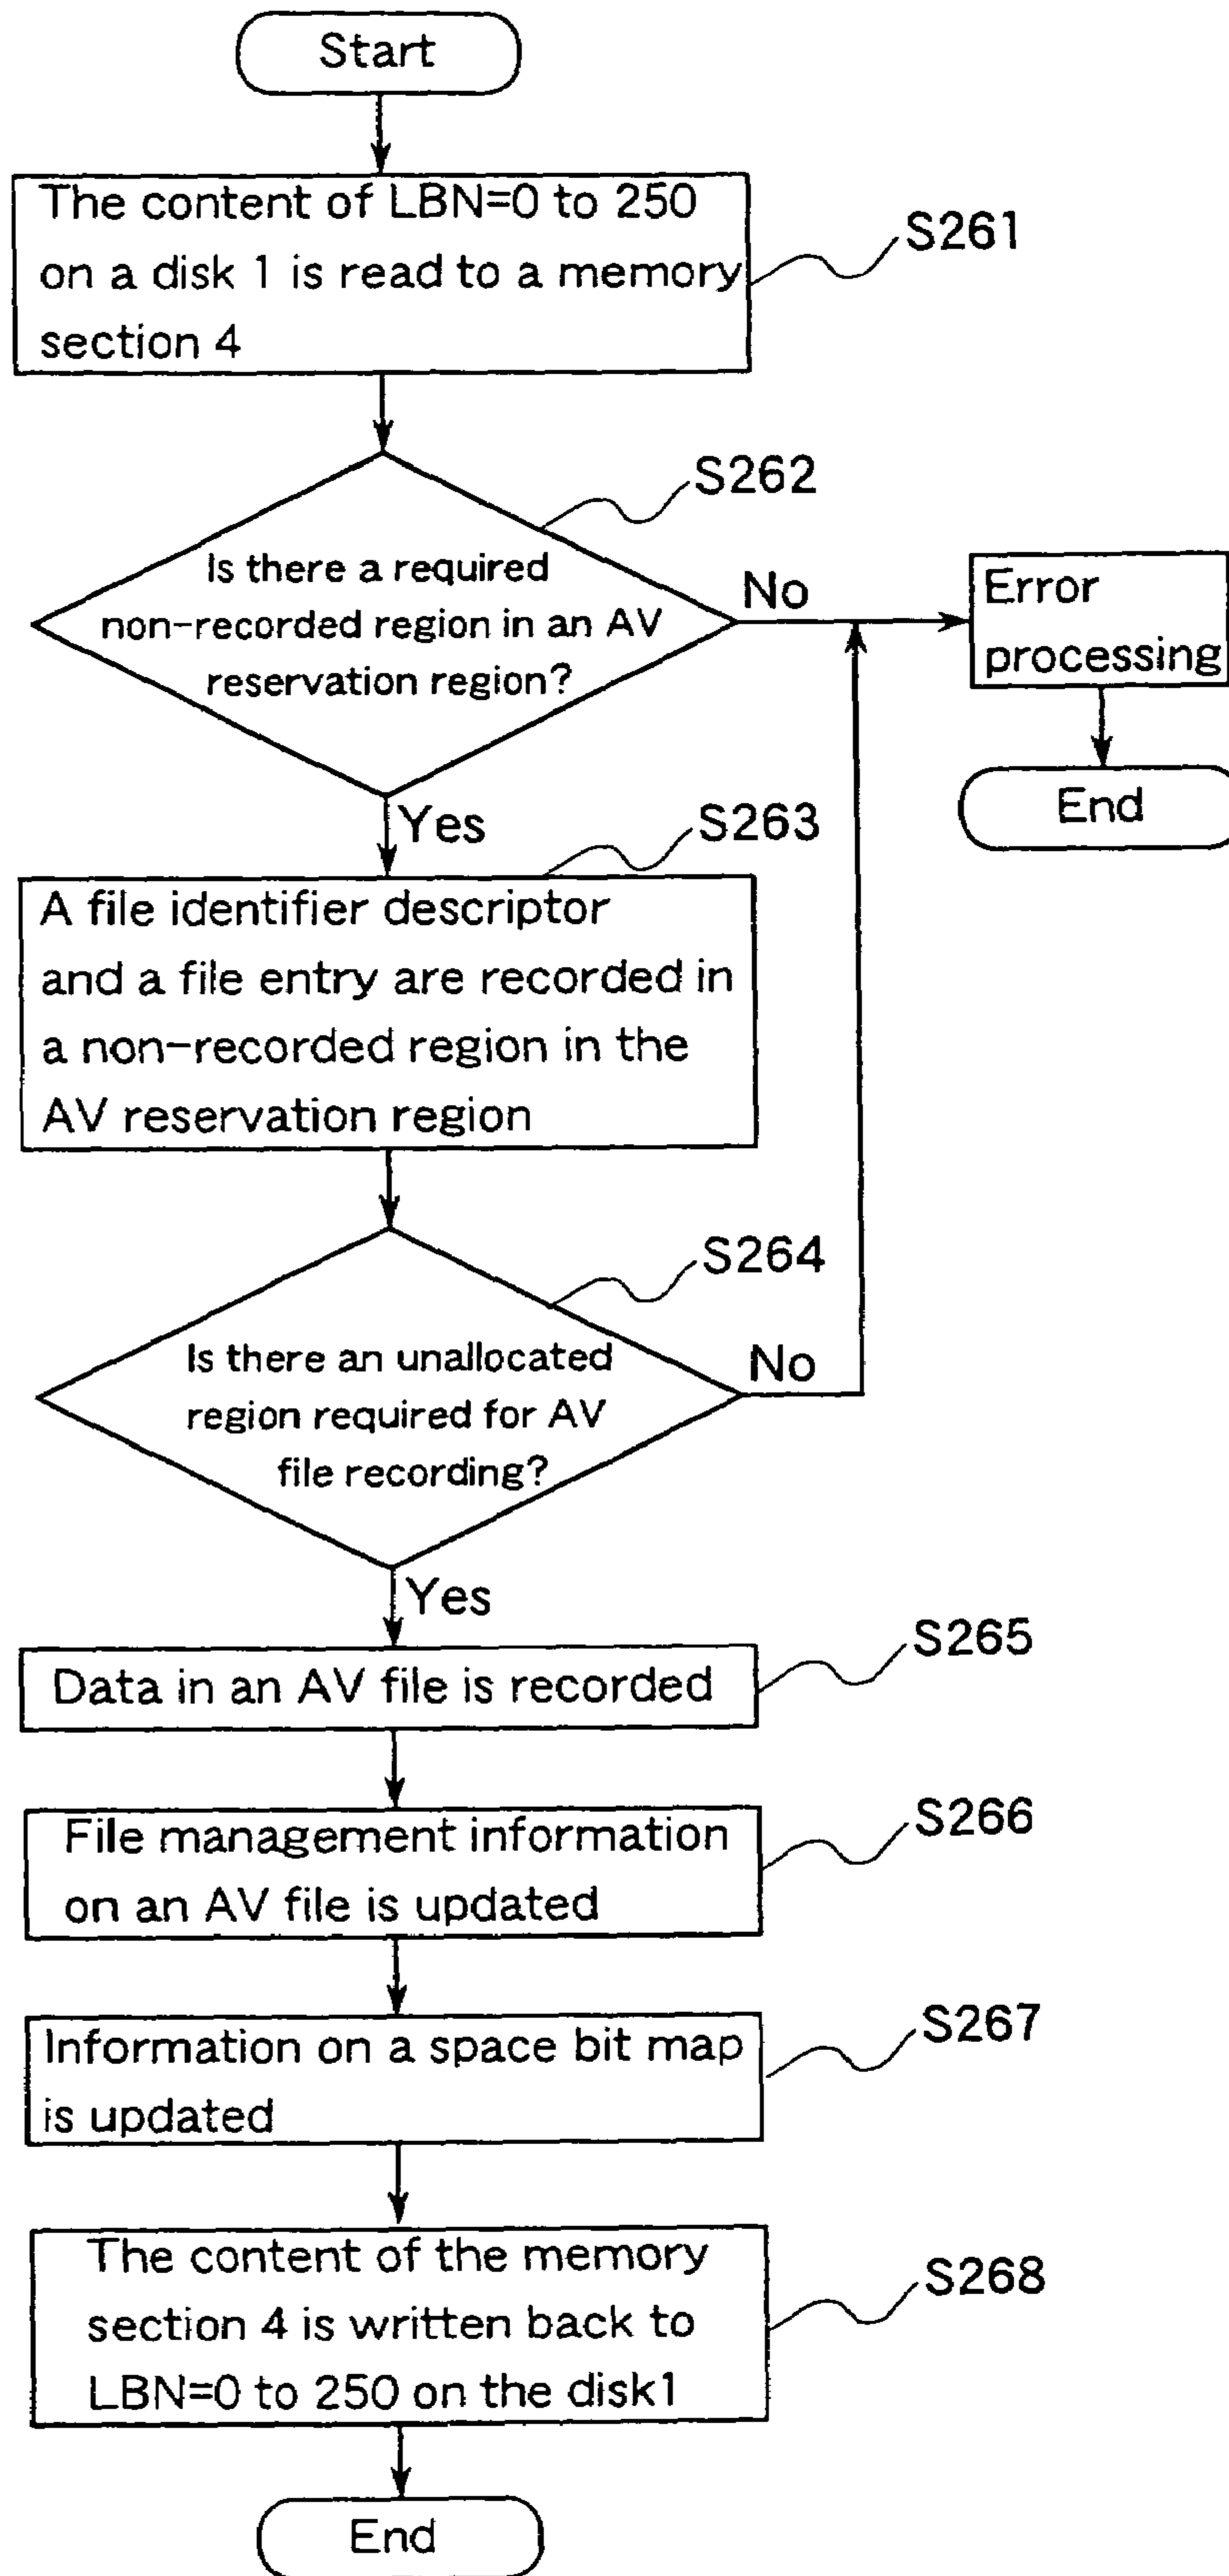 Start
The content of LBN=0 to 250
on a disk 1 is read to a memory
section 4
S261
S262
Is there a required
non-recorded region in an AV
reservation region?
No
Error
processing
End
Yes
S263
A file identifier descriptor
and a file entry are recorded in
a non-recorded region in the
AV reservation region
S264
Is there an unallocated
region required for AV
file recording?
No
Yes
S265
Data in an AV file is recorded
S266
File management information
on an AV file is updated
S267
Information on a space bit map
is updated
S268
The content of the memory
section 4 is written back to
LBN=0 to 250 on the disk1
End